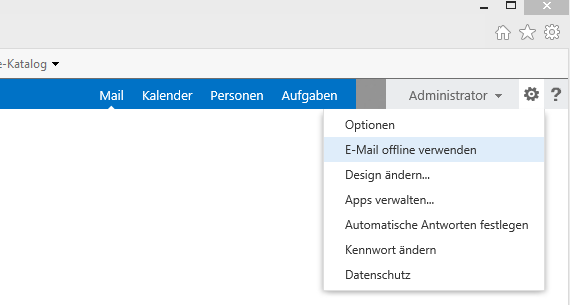 e-Katalog
Mail Kalender Personen Aufgaben Administrator ?
Optionen
E-Mail offline verwenden
Design ändern...
Apps verwalten...
Automatische Antworten festlegen
Kennwort ändern
Datenschutz